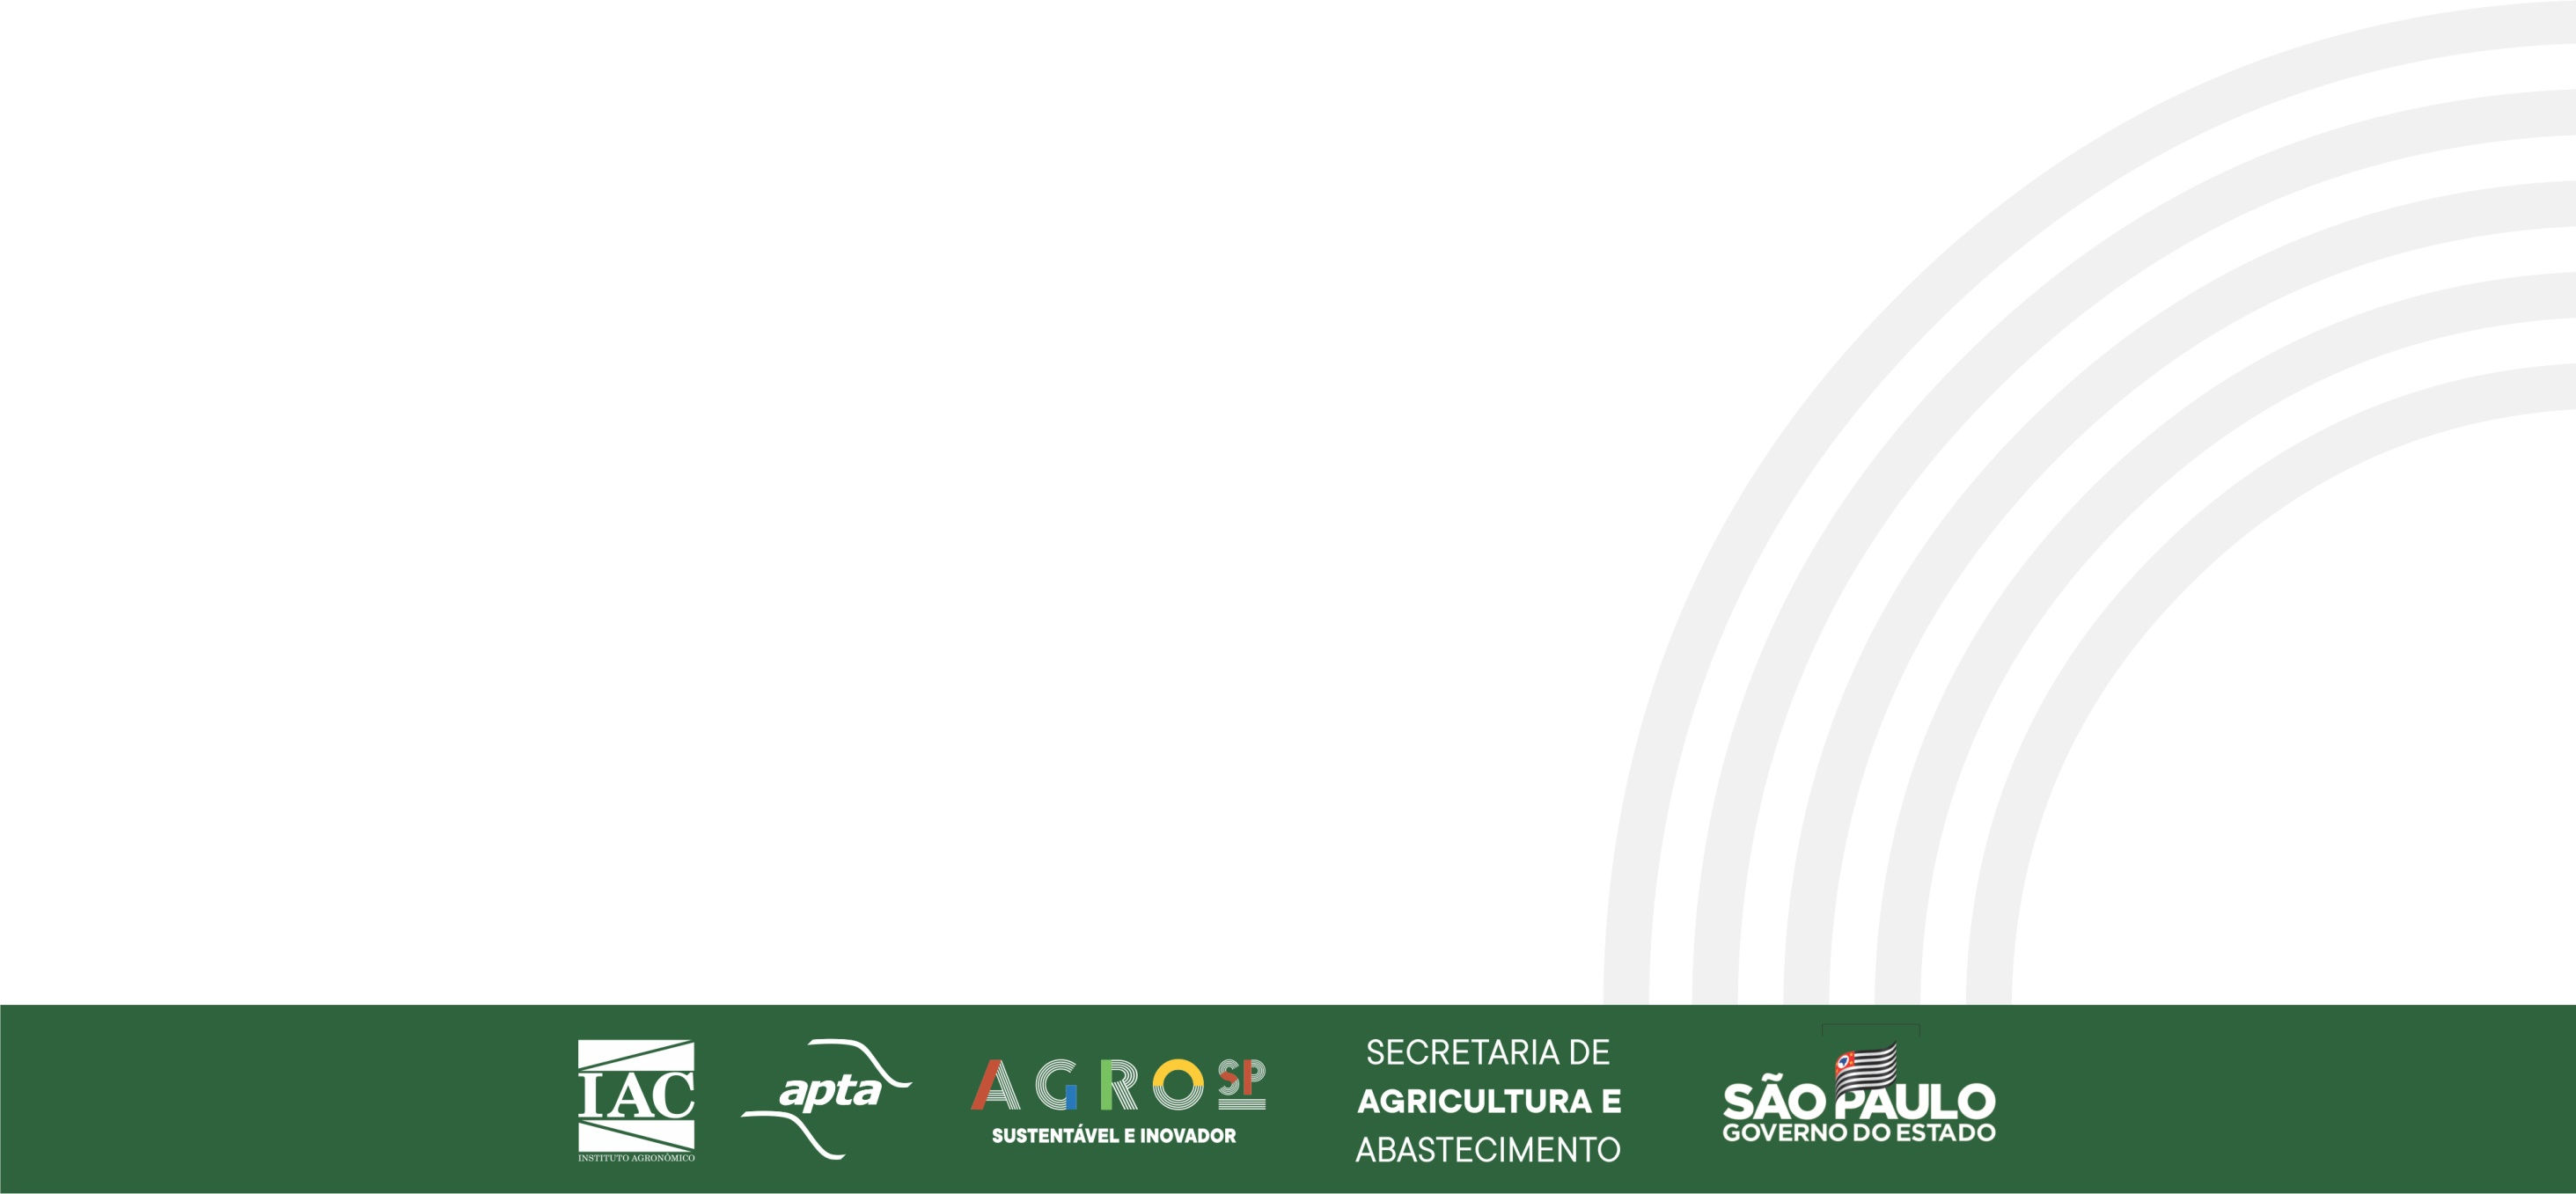 IAC
INSTITUTO AGRONÔMICO
apta
AGRO SP
SUSTENTÁVEL E INOVADOR
SECRETARIA DE
AGRICULTURA E
ABASTECIMENTO
SÃO PAULO
GOVERNO DO ESTADO